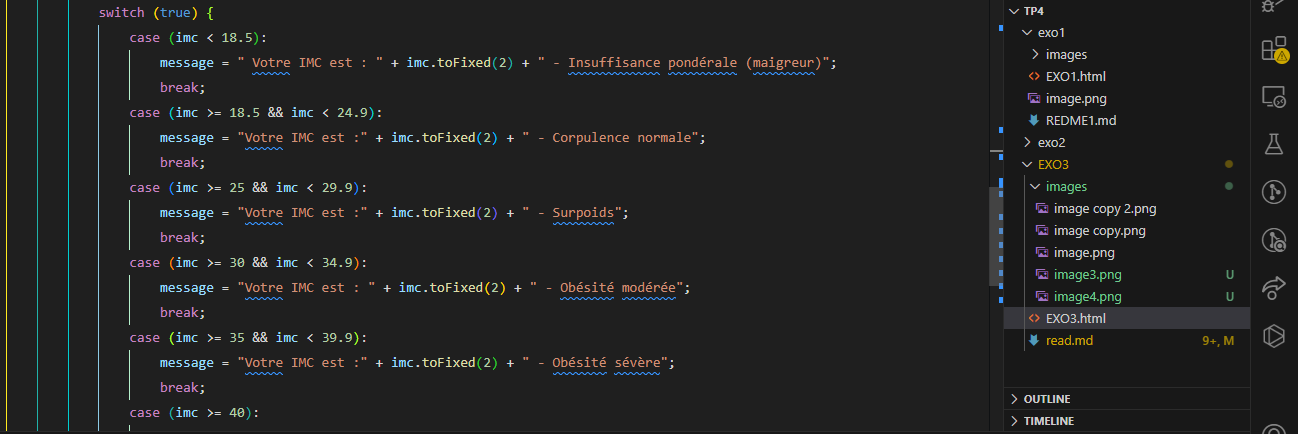 switch (true) {
case (imc < 18.5):
message = " Votre IMC est : " + imc.toFixed(2) + " - Insuffisance pondérale (maigreur)";
break;
case (imc >= 18.5 && imc < 24.9):
message = "Votre IMC est :" + imc.toFixed(2) + " - Corpulence normale";
break;
case (imc >= 25 && imc < 29.9):
message = "Votre IMC est :" + imc.toFixed(2) + " - Surpoids";
break;
case (imc >= 30 && imc < 34.9):
message = "Votre IMC est : " + imc.toFixed(2) + " - Obésité modérée";
break;
case (imc >= 35 && imc < 39.9):
message = "Votre IMC est :" + imc.toFixed(2) + " - Obésité sévère";
break;
case (imc >= 40):
TP4
exo1
images
EXO1.html
image.png
REDME1.md
exo2
EXO3
images
image copy 2.png
image copy.png
image.png
image3.png U
image4.png U
EXO3.html
read.md 9+, M
OUTLINE
TIMELINE